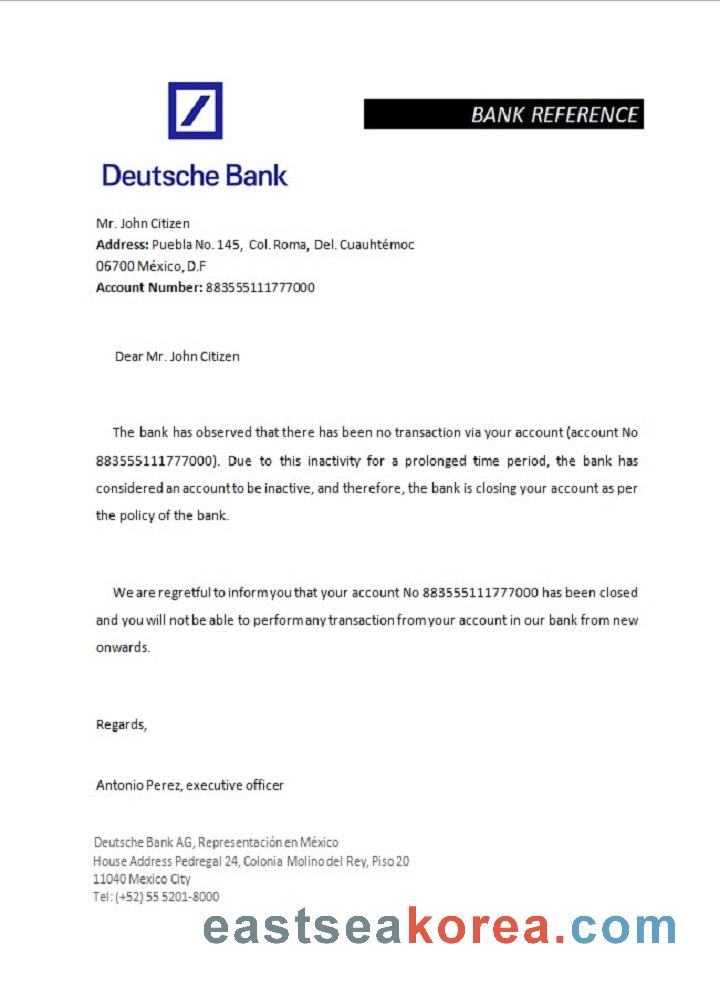 BANK REFERENCE
Deutsche Bank
Mr. John Citizen
Address: Puebla No. 145, Col. Roma, Del. Cuauhtémoc
06700 México, D.F
Account Number: 883555111777000
Dear Mr. John Citizen
The bank has observed that there has been no transaction via your account (account No
883555111777000). Due to this inactivity for a prolonged time period, the bank has
considered an account to be inactive, and therefore, the bank is closing your account as per
the policy of the bank.
We are regretful to inform you that your account No 883555111777000 has been closed
and you will not be able to perform any transaction from your account in our bank from new
onwards.
Regards,
Antonio Perez, executive officer
Deutsche Bank AG, Representación en México
House Address Pedregal 24, Colonia Molino del Rey, Piso 20
11040 Mexico City
Tel: (+52) 55 5201-8000
eastseakorea.com